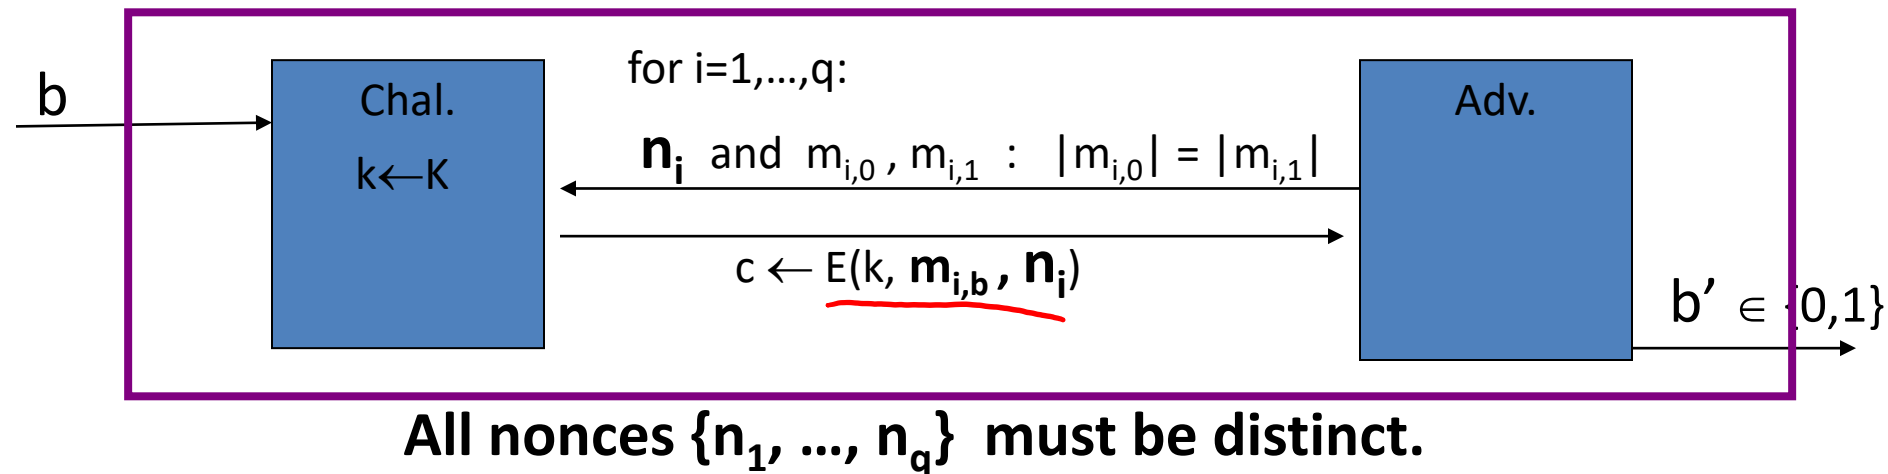 b
Chal.
k←K
for i=1,…,q:
nᵢ and mᵢ,₀ , mᵢ,₁ : |mᵢ,₀| = |mᵢ,₁|
c ← E(k, mᵢ,b , nᵢ)
Adv.
b’ ∈ {0,1}
All nonces {n₁, …, n_q} must be distinct.